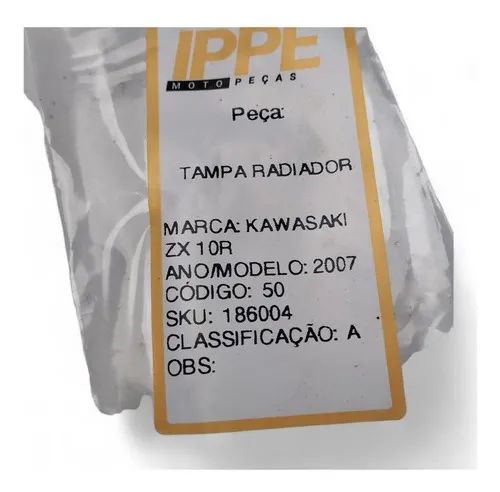 IPPE
MOTO PEÇAS
Peça:
TAMPA RADIADOR
MARCA: KAWASAKI
ZX 10R
ANO/MODELO: 2007
CÓDIGO: 50
SKU: 186004
CLASSIFICAÇÃO: A
OBS: